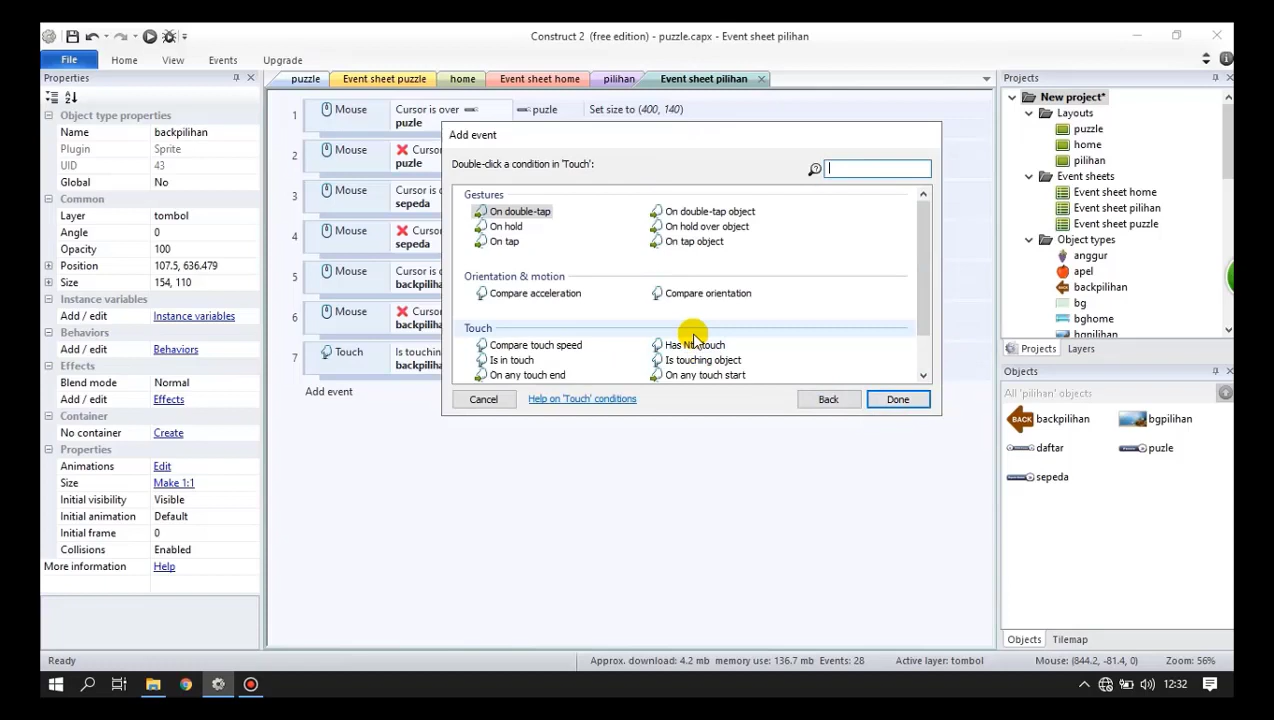 Construct 2 (free edition) - puzzle.capx - Event sheet pilihan
File Home View Events Upgrade
Properties
puzzle Event sheet puzzle home Event sheet home pilihan Event sheet pilihan
Projects
Object type properties
Name backpilihan
Plugin Sprite
UID 43
Global No
Common
Layer tombol
Angle 0
Opacity 100
Position 107.5, 636.479
Size 154, 110
Instance variables
Add / edit Instance variables
Behaviors
Add / edit Behaviors
Effects
Blend mode Normal
Add / edit Effects
Container
No container Create
Properties
Animations Edit
Size Make 1:1
Initial visibility Visible
Initial animation Default
Initial frame 0
Collisions Enabled
More information Help
1 Mouse Cursor is over puzle Set size to (400, 140)
puzle
2 Mouse Curso
puzle
3 Mouse Cursor is o
sepeda
4 Mouse Curso
sepeda
5 Mouse Cursor is o
backpiliha
6 Mouse Curso
backpiliha
7 Touch Is touchin
backpiliha
Add event
Add event
Double-click a condition in 'Touch':
Gestures
On double-tap On double-tap object
On hold On hold over object
On tap On tap object
Orientation & motion
Compare acceleration Compare orientation
Touch
Compare touch speed Has touch
Is in touch Is touching object
On any touch end On any touch start
Cancel Help on 'Touch' conditions Back Done
New project*
Layouts
puzzle
home
pilihan
Event sheets
Event sheet home
Event sheet pilihan
Event sheet puzzle
Object types
anggur
apel
backpilihan
bg
bghome
bgpilihan
Projects Layers
Objects
All 'pilihan' objects
BACK backpilihan bgpilihan
daftar puzle
sepeda
Objects Tilemap
Ready Approx. download: 4.2 mb memory use: 136.7 mb Events: 28 Active layer: tombol Mouse: (844.2, -81.4, 0) Zoom: 56%
12:32